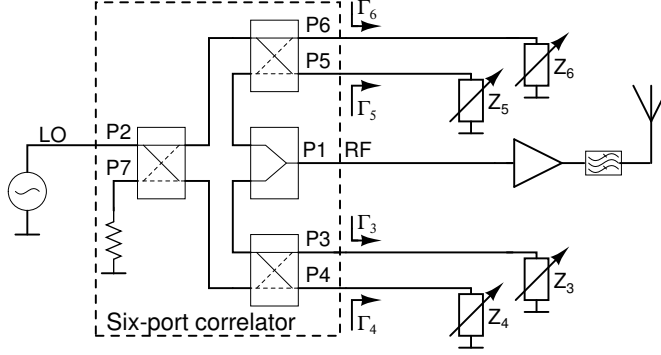 P6 Γ6
P5 Z6
Γ5 Z5
LO P2
P7 P1 RF
P3 Γ3
P4 Z3
Γ4 Z4
Six-port correlator